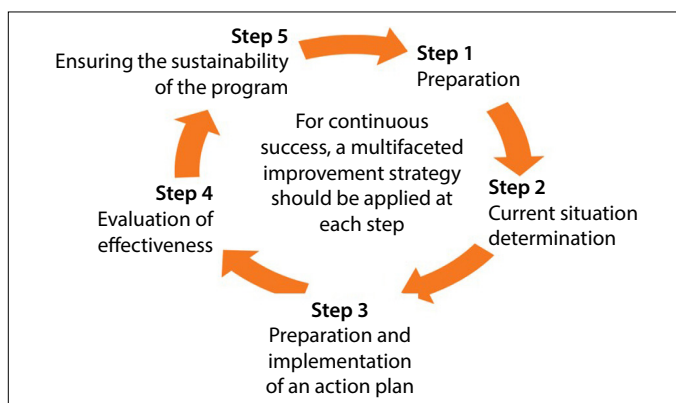 Step 1
Preparation
Step 2
Current situation
determination
Step 3
Preparation and
implementation
of an action plan
Step 4
Evaluation of
effectiveness
Step 5
Ensuring the sustainability
of the program
For continuous
success, a multifaceted
improvement strategy
should be applied at
each step